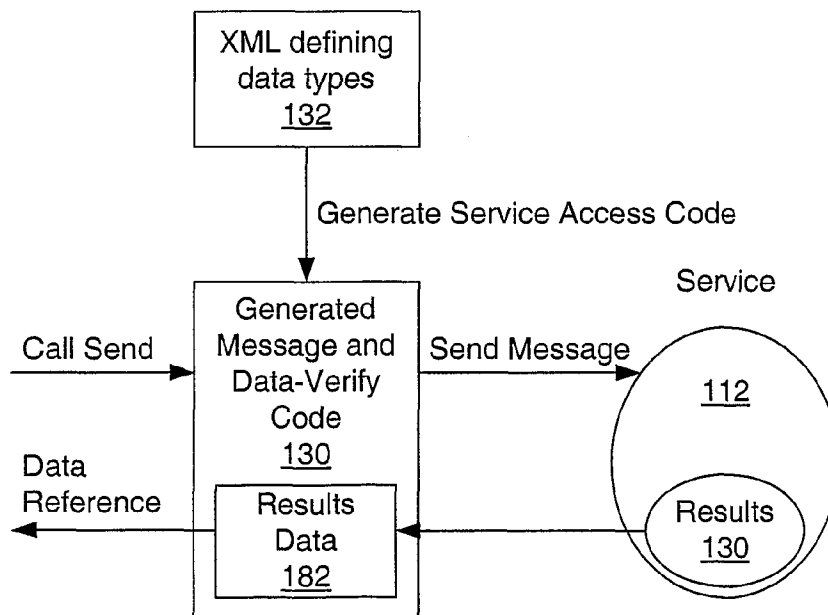 XML defining
data types
132
Generate Service Access Code
Service
Call Send
Generated
Message and
Data-Verify
Code
130
Send Message
112
Data
Reference
Results
Data
182
Results
130